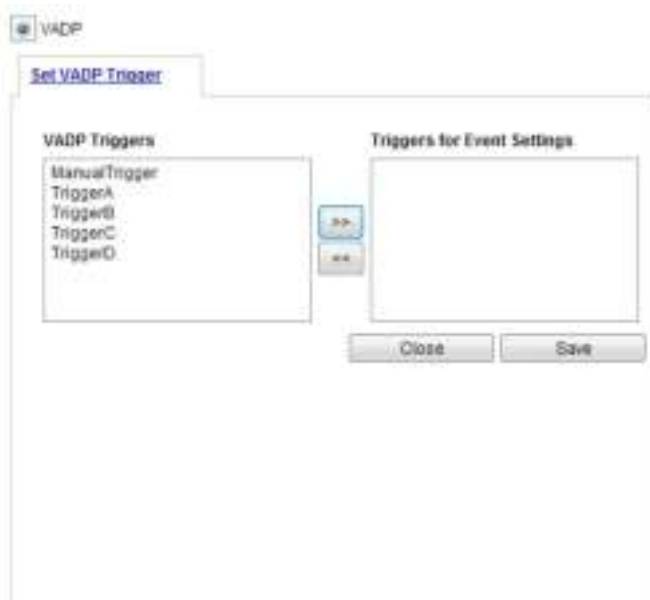 VADP
Set VADP Trigger
VADP Triggers
Triggers for Event Settings
ManualTrigger
TriggerA
TriggerB
TriggerC
TriggerD
>>
<<
Close
Save